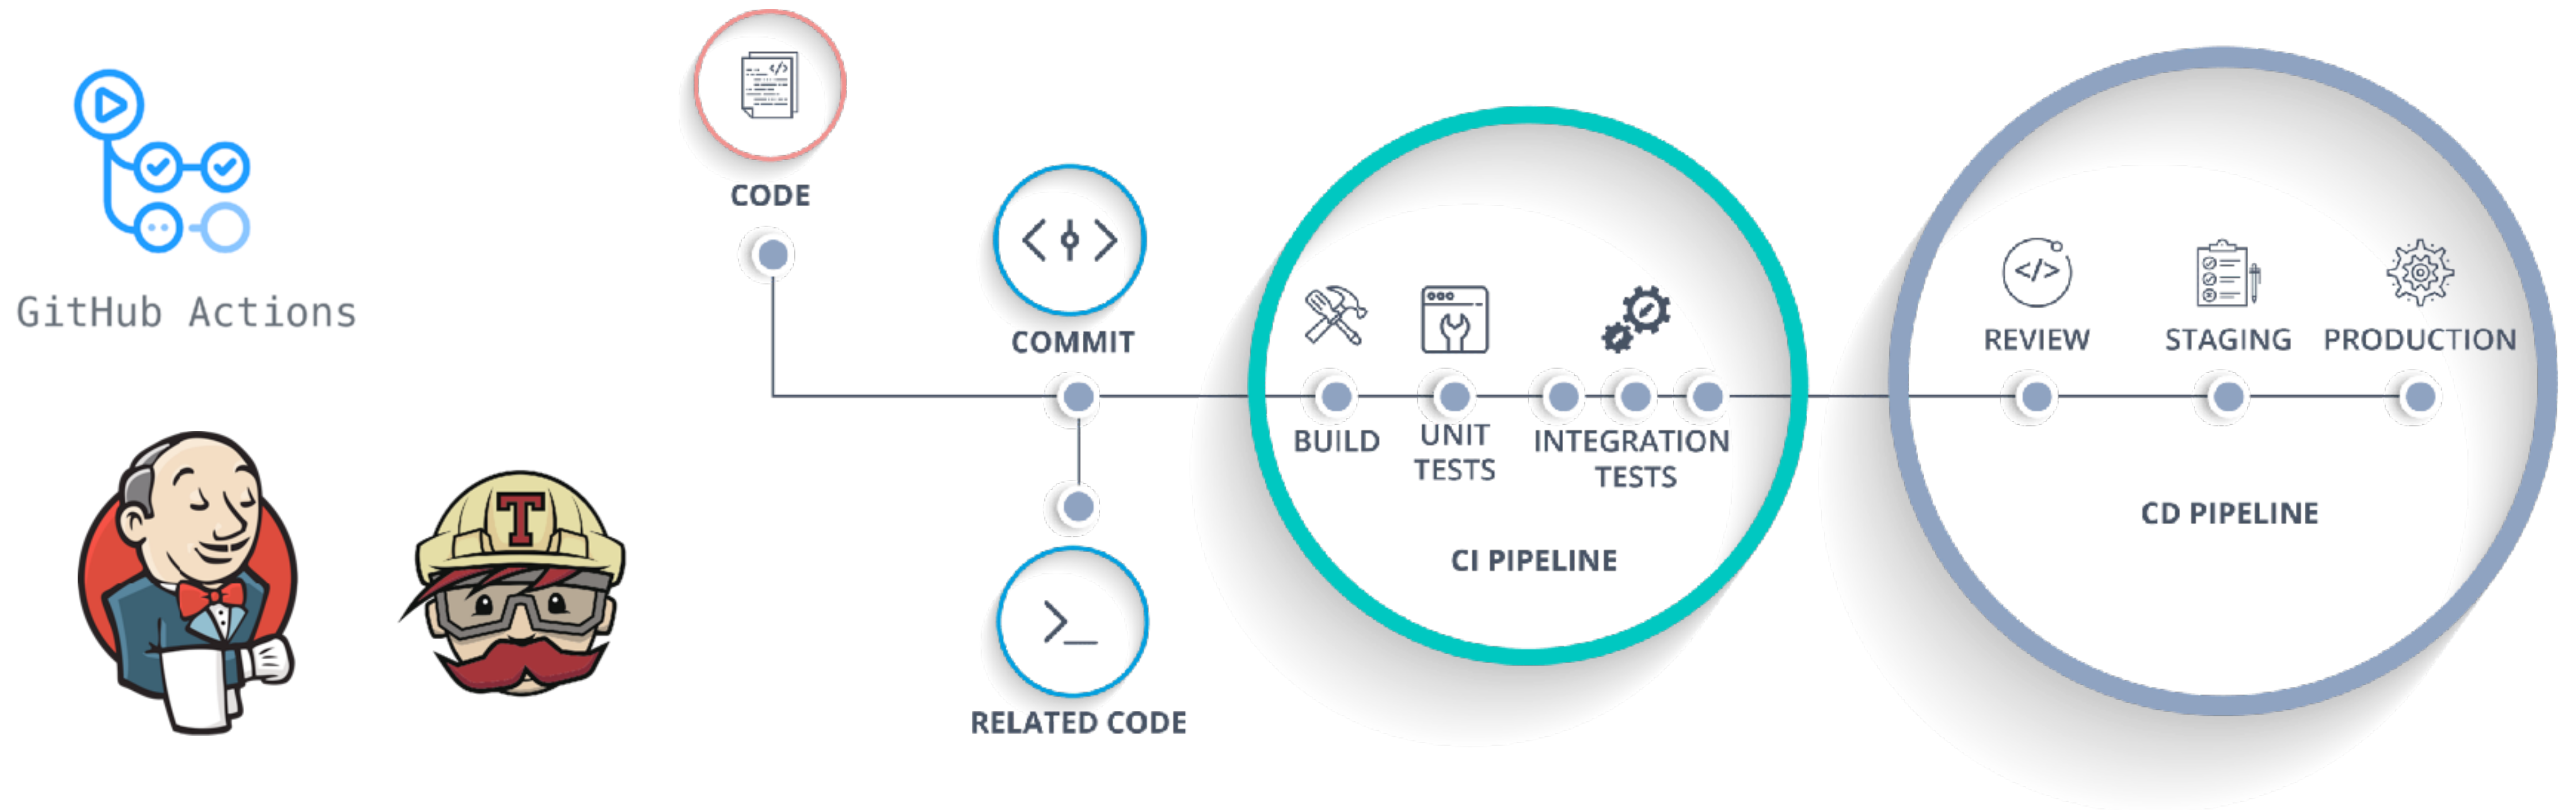 GitHub Actions
T
CODE
</>
COMMIT
RELATED CODE
BUILD
UNIT
TESTS
INTEGRATION
TESTS
CI PIPELINE
</>
REVIEW
STAGING
PRODUCTION
CD PIPELINE